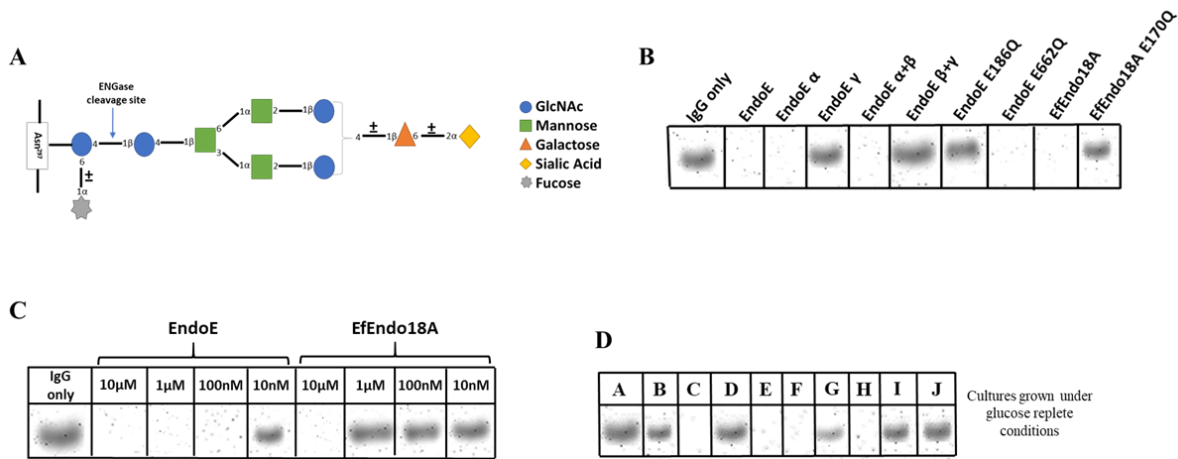 A
ENGase
cleavage site
Asn²⁹⁷
4 1β 4 1β 6 3 1α 2 1β 1α 2 1β 4 ± 1β 6 ± 2α
6
±
1α
GlcNAc
Mannose
Galactose
Sialic Acid
Fucose
B
IgG only
EndoE
EndoE α
EndoE γ
EndoE α+β
EndoE β+γ
EndoE E186Q
EndoE E662Q
EfEndo18A
EfEndo18A E170Q
C
EndoE EfEndo18A
IgG
only
10μM 1μM 100nM 10nM 10μM 1μM 100nM 10nM
D
A B C D E F G H I J
Cultures grown under
glucose replete
conditions